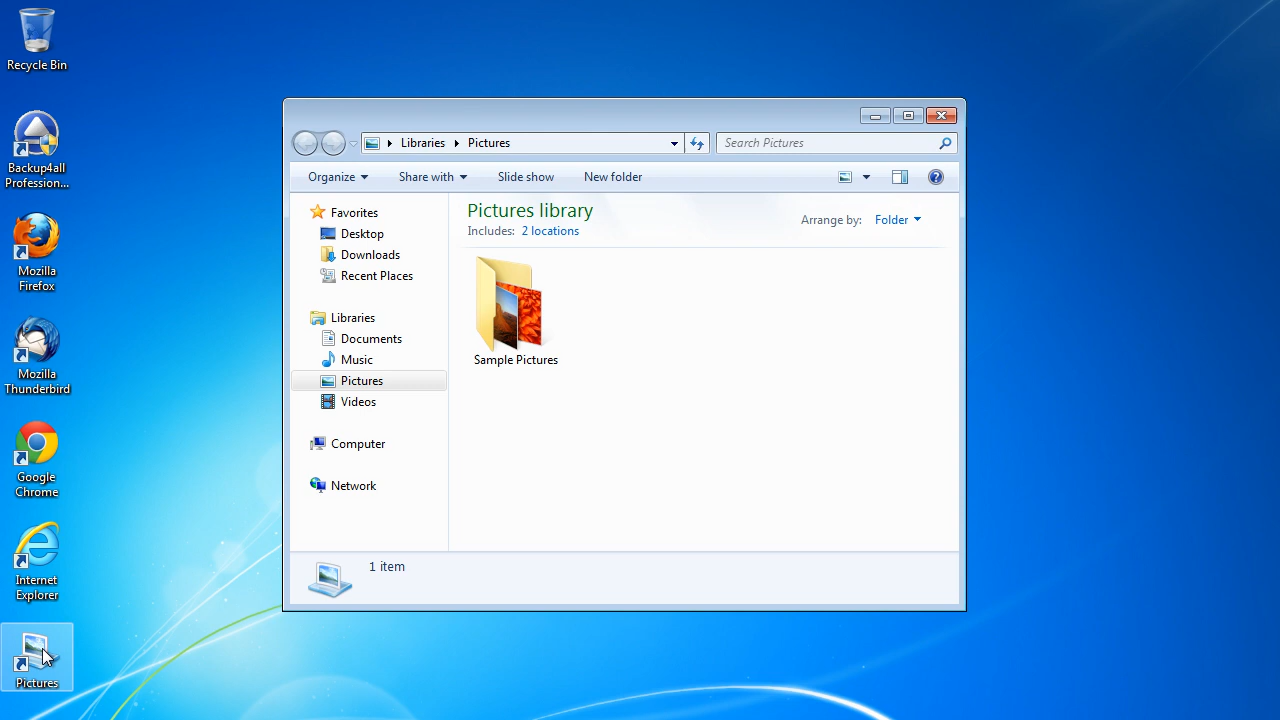 Recycle Bin
Backup4all
Profession...
Mozilla
Firefox
Mozilla
Thunderbird
Google
Chrome
Internet
Explorer
Pictures
Libraries Pictures
Search Pictures
Organize Share with Slide show New folder
Favorites
Desktop
Downloads
Recent Places
Libraries
Documents
Music
Pictures
Videos
Computer
Network
Pictures library
Includes: 2 locations
Arrange by: Folder
Sample Pictures
1 item